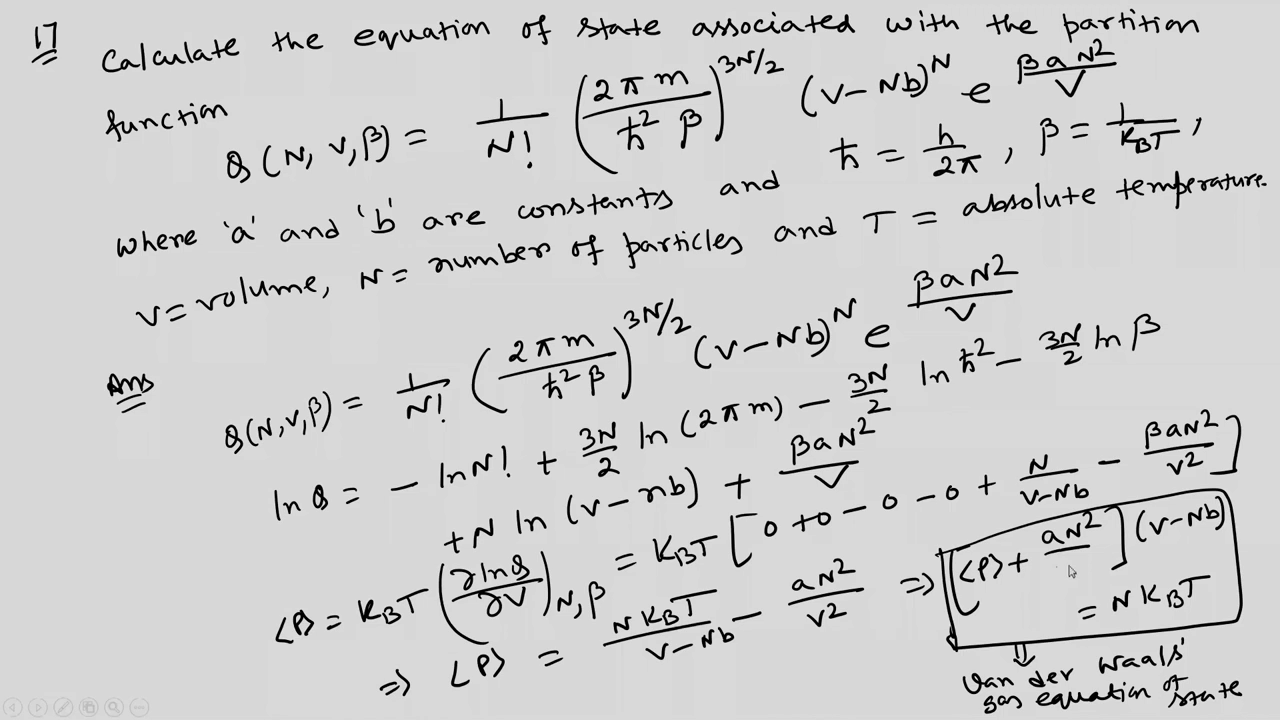 17 Calculate the equation of state associated with the partition
function
Q(N, V, β) = 1/N! (2πm/ħ² β)^{3N/2} (V-Nb)^N e^{βaN²/V}
where 'a' and 'b' are constants and ħ = h/2π, β = 1/K_BT,
V = volume, N = number of particles and T = absolute temperature.
Ans Q(N,V,β) = 1/N! (2πm/ħ²β)^{3N/2} (V-Nb)^N e^{βaN²/V}
ln Q = - ln N! + 3N/2 ln (2πm) - 3N/2 ln ħ² - 3N/2 ln β
+ N ln (V-nb) + βaN²/V
<P> = K_BT (∂lnQ/∂V)_{N,β} = K_BT [0 + 0 - 0 - 0 + N/V-Nb - βaN²/V²]
⇒ <P> = NK_BT/V-Nb - aN²/V² ⇒ [<P> + aN²/ ] (V-Nb)
= NK_BT
Van der Waals'
gas equation of state